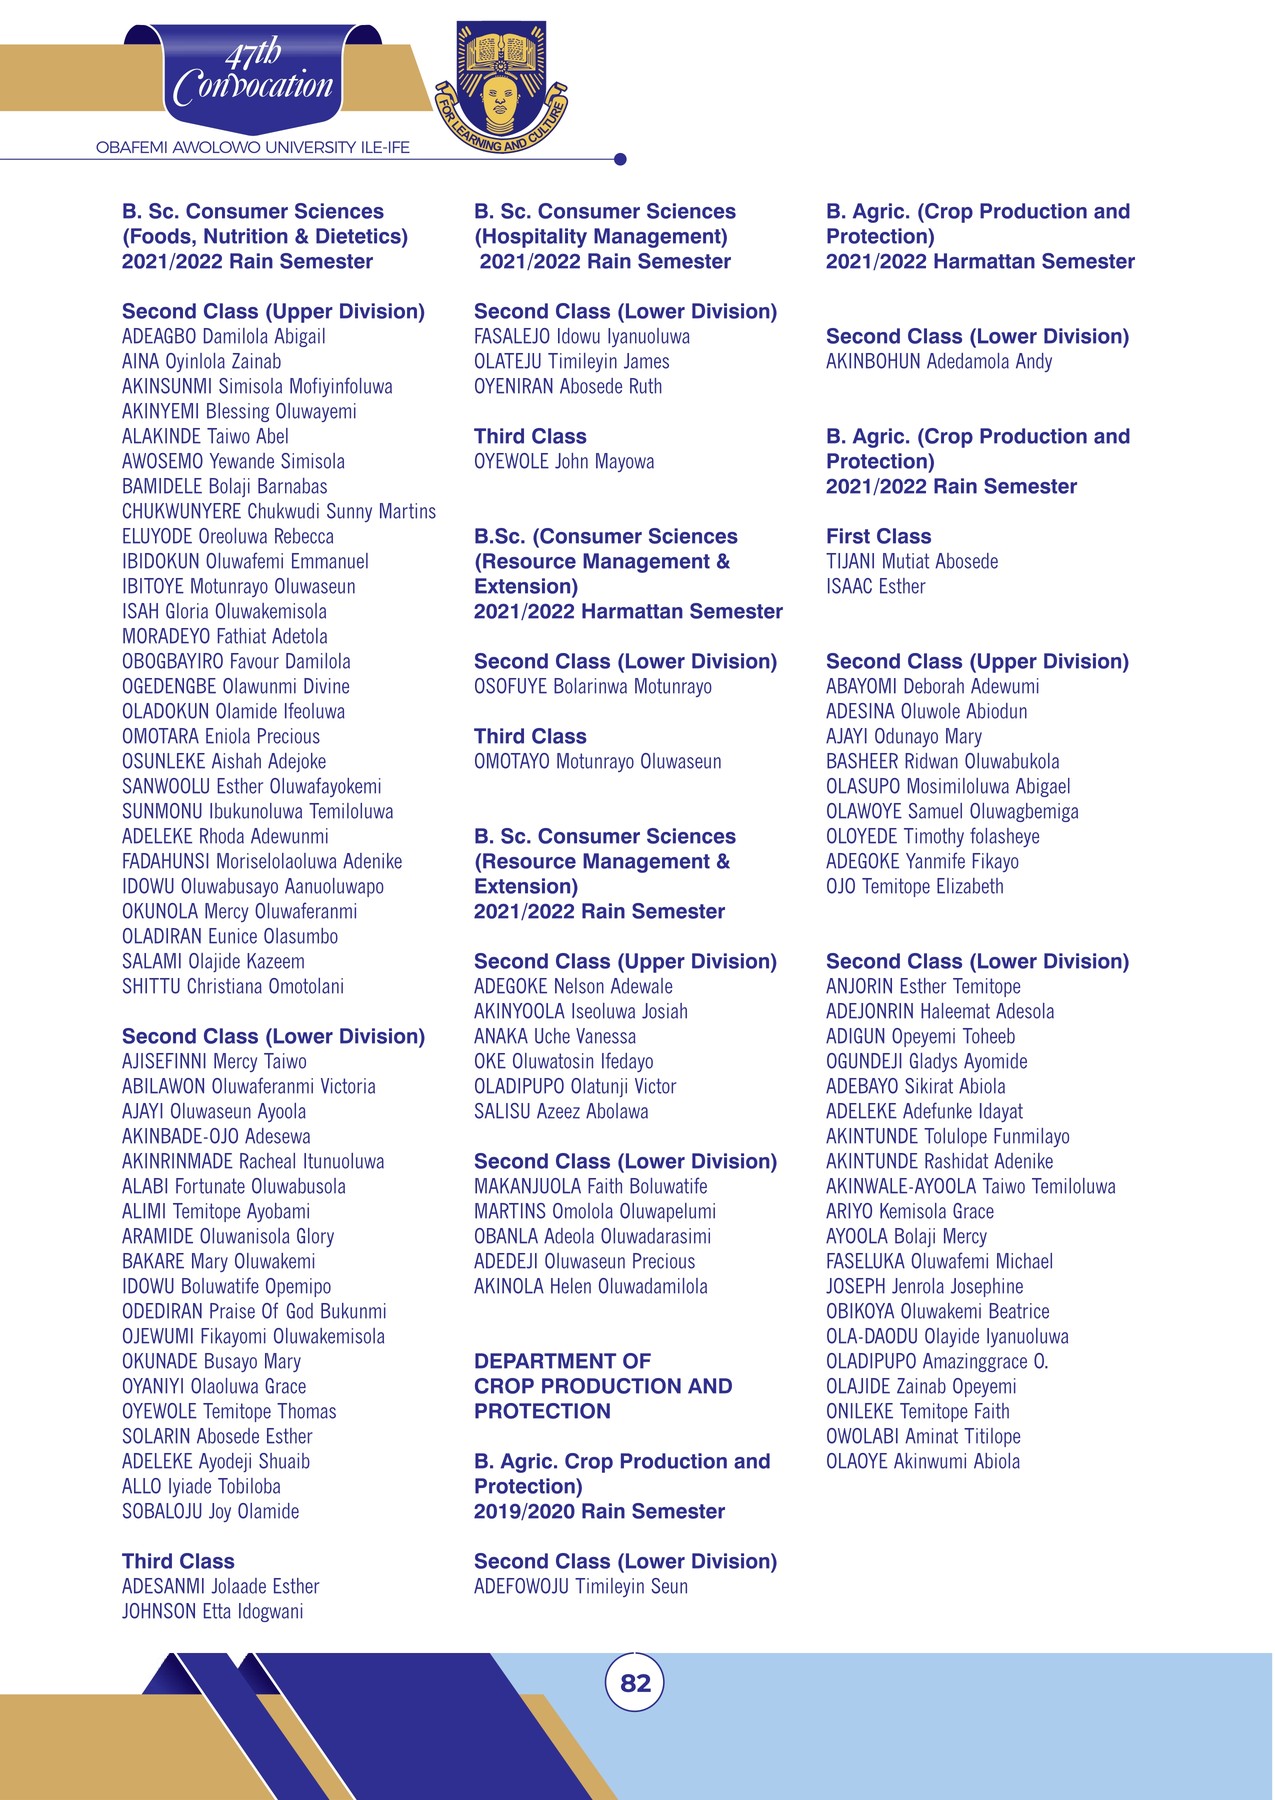 47th
Convocation
FOR LEARNING AND CULTURE
OBAFEMI AWOLOWO UNIVERSITY ILE-IFE
B. Sc. Consumer Sciences
(Foods, Nutrition & Dietetics)
2021/2022 Rain Semester
Second Class (Upper Division)
ADEAGBO Damilola Abigail
AINA Oyinlola Zainab
AKINSUNMI Simisola Mofiyinfoluwa
AKINYEMI Blessing Oluwayemi
ALAKINDE Taiwo Abel
AWOSEMO Yewande Simisola
BAMIDELE Bolaji Barnabas
CHUKWUNYERE Chukwudi Sunny Martins
ELUYODE Oreoluwa Rebecca
IBIDOKUN Oluwafemi Emmanuel
IBITOYE Motunrayo Oluwaseun
ISAH Gloria Oluwakemisola
MORADEYO Fathiat Adetola
OBOGBAYIRO Favour Damilola
OGEDENGBE Olawunmi Divine
OLADOKUN Olamide Ifeoluwa
OMOTARA Eniola Precious
OSUNLEKE Aishah Adejoke
SANWOOLU Esther Oluwafayokemi
SUNMONU Ibukunoluwa Temiloluwa
ADELEKE Rhoda Adewunmi
FADAHUNSI Moriselolaoluwa Adenike
IDOWU Oluwabusayo Aanuoluwapo
OKUNOLA Mercy Oluwaferanmi
OLADIRAN Eunice Olasumbo
SALAMI Olajide Kazeem
SHITTU Christiana Omotolani
Second Class (Lower Division)
AJISEFINNI Mercy Taiwo
ABILAWON Oluwaferanmi Victoria
AJAYI Oluwaseun Ayoola
AKINBADE-OJO Adesewa
AKINRINMADE Racheal Itunuoluwa
ALABI Fortunate Oluwabusola
ALIMI Temitope Ayobami
ARAMIDE Oluwanisola Glory
BAKARE Mary Oluwakemi
IDOWU Boluwatife Opemipo
ODEDIRAN Praise Of God Bukunmi
OJEWUMI Fikayomi Oluwakemisola
OKUNADE Busayo Mary
OYANIYI Olaoluwa Grace
OYEWOLE Temitope Thomas
SOLARIN Abosede Esther
ADELEKE Ayodeji Shuaib
ALLO Iyiade Tobiloba
SOBALOJU Joy Olamide
Third Class
ADESANMI Jolaade Esther
JOHNSON Etta Idogwani
B. Sc. Consumer Sciences
(Hospitality Management)
2021/2022 Rain Semester
Second Class (Lower Division)
FASALEJO Idowu Iyanuoluwa
OLATEJU Timileyin James
OYENIRAN Abosede Ruth
Third Class
OYEWOLE John Mayowa
B.Sc. (Consumer Sciences
(Resource Management &
Extension)
2021/2022 Harmattan Semester
Second Class (Lower Division)
OSOFUYE Bolarinwa Motunrayo
Third Class
OMOTAYO Motunrayo Oluwaseun
B. Sc. Consumer Sciences
(Resource Management &
Extension)
2021/2022 Rain Semester
Second Class (Upper Division)
ADEGOKE Nelson Adewale
AKINYOOLA Iseoluwa Josiah
ANAKA Uche Vanessa
OKE Oluwatosin Ifedayo
OLADIPUPO Olatunji Victor
SALISU Azeez Abolawa
Second Class (Lower Division)
MAKANJUOLA Faith Boluwatife
MARTINS Omolola Oluwapelumi
OBANLA Adeola Oluwadarasimi
ADEDEJI Oluwaseun Precious
AKINOLA Helen Oluwadamilola
DEPARTMENT OF
CROP PRODUCTION AND
PROTECTION
B. Agric. Crop Production and
Protection)
2019/2020 Rain Semester
Second Class (Lower Division)
ADEFOWOJU Timileyin Seun
B. Agric. (Crop Production and
Protection)
2021/2022 Harmattan Semester
Second Class (Lower Division)
AKINBOHUN Adedamola Andy
B. Agric. (Crop Production and
Protection)
2021/2022 Rain Semester
First Class
TIJANI Mutiat Abosede
ISAAC Esther
Second Class (Upper Division)
ABAYOMI Deborah Adewumi
ADESINA Oluwole Abiodun
AJAYI Odunayo Mary
BASHEER Ridwan Oluwabukola
OLASUPO Mosimiloluwa Abigael
OLAWOYE Samuel Oluwagbemiga
OLOYEDE Timothy folasheye
ADEGOKE Yanmife Fikayo
OJO Temitope Elizabeth
Second Class (Lower Division)
ANJORIN Esther Temitope
ADEJONRIN Haleemat Adesola
ADIGUN Opeyemi Toheeb
OGUNDEJI Gladys Ayomide
ADEBAYO Sikirat Abiola
ADELEKE Adefunke Idayat
AKINTUNDE Tolulope Funmilayo
AKINTUNDE Rashidat Adenike
AKINWALE-AYOOLA Taiwo Temiloluwa
ARIYO Kemisola Grace
AYOOLA Bolaji Mercy
FASELUKA Oluwafemi Michael
JOSEPH Jenrola Josephine
OBIKOYA Oluwakemi Beatrice
OLA-DAODU Olayide Iyanuoluwa
OLADIPUPO Amazinggrace O.
OLAJIDE Zainab Opeyemi
ONILEKE Temitope Faith
OWOLABI Aminat Titilope
OLAOYE Akinwumi Abiola
82